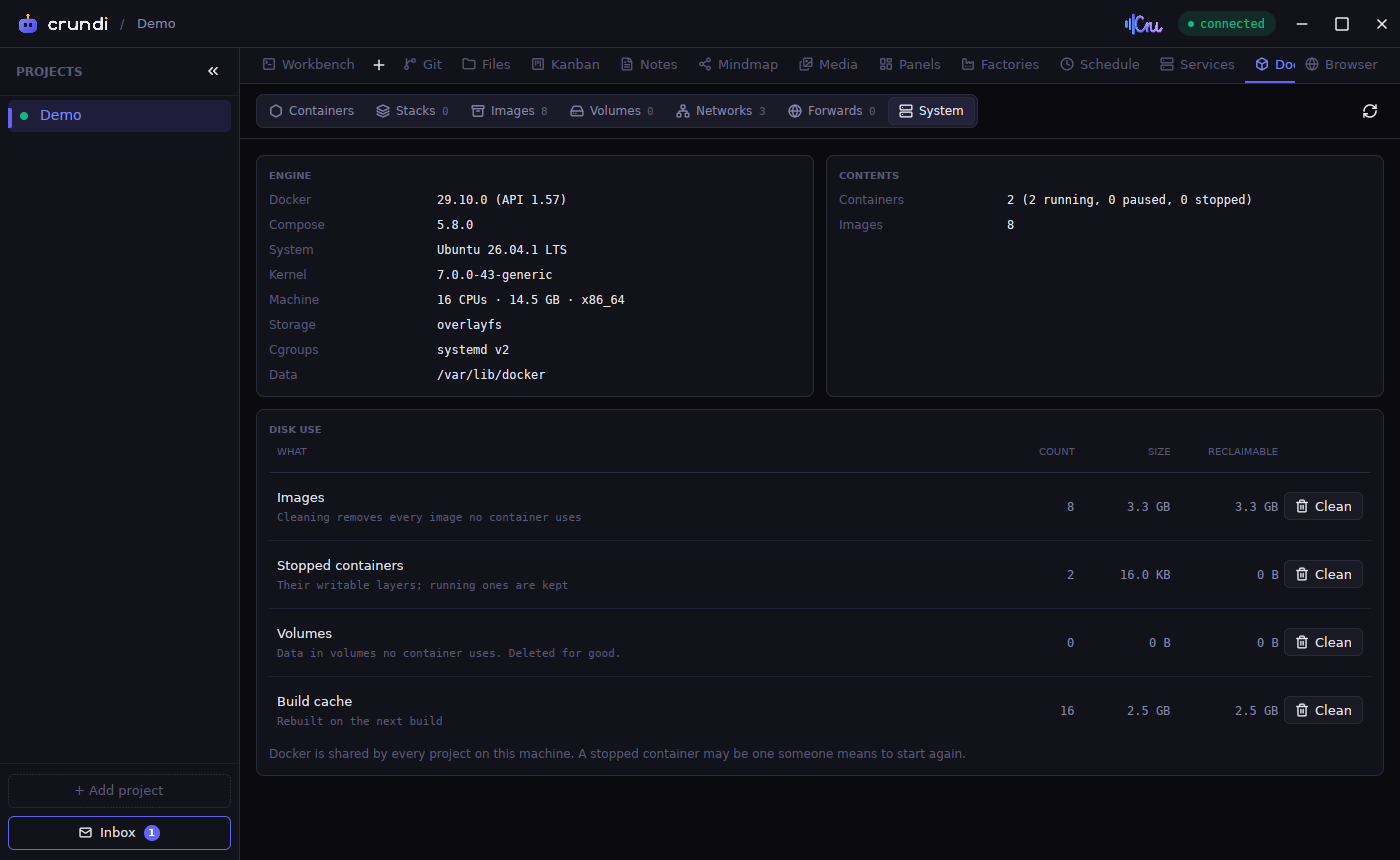 crundi / Demo
Cru
connected
PROJECTS
Workbench
Git
Files
Kanban
Notes
Mindmap
Media
Panels
Factories
Schedule
Services
Doc
Browser
Demo
Containers
Stacks 0
Images 8
Volumes 0
Networks 3
Forwards 0
System
ENGINE
Docker 29.10.0 (API 1.57)
Compose 5.8.0
System Ubuntu 26.04.1 LTS
Kernel 7.0.0-43-generic
Machine 16 CPUs · 14.5 GB · x86_64
Storage overlayfs
Cgroups systemd v2
Data /var/lib/docker
CONTENTS
Containers 2 (2 running, 0 paused, 0 stopped)
Images 8
DISK USE
WHAT COUNT SIZE RECLAIMABLE
Images 8 3.3 GB 3.3 GB Clean
Cleaning removes every image no container uses
Stopped containers 2 16.0 KB 0 B Clean
Their writable layers; running ones are kept
Volumes 0 0 B 0 B Clean
Data in volumes no container uses. Deleted for good.
Build cache 16 2.5 GB 2.5 GB Clean
Rebuilt on the next build
Docker is shared by every project on this machine. A stopped container may be one someone means to start again.
+ Add project
Inbox 1